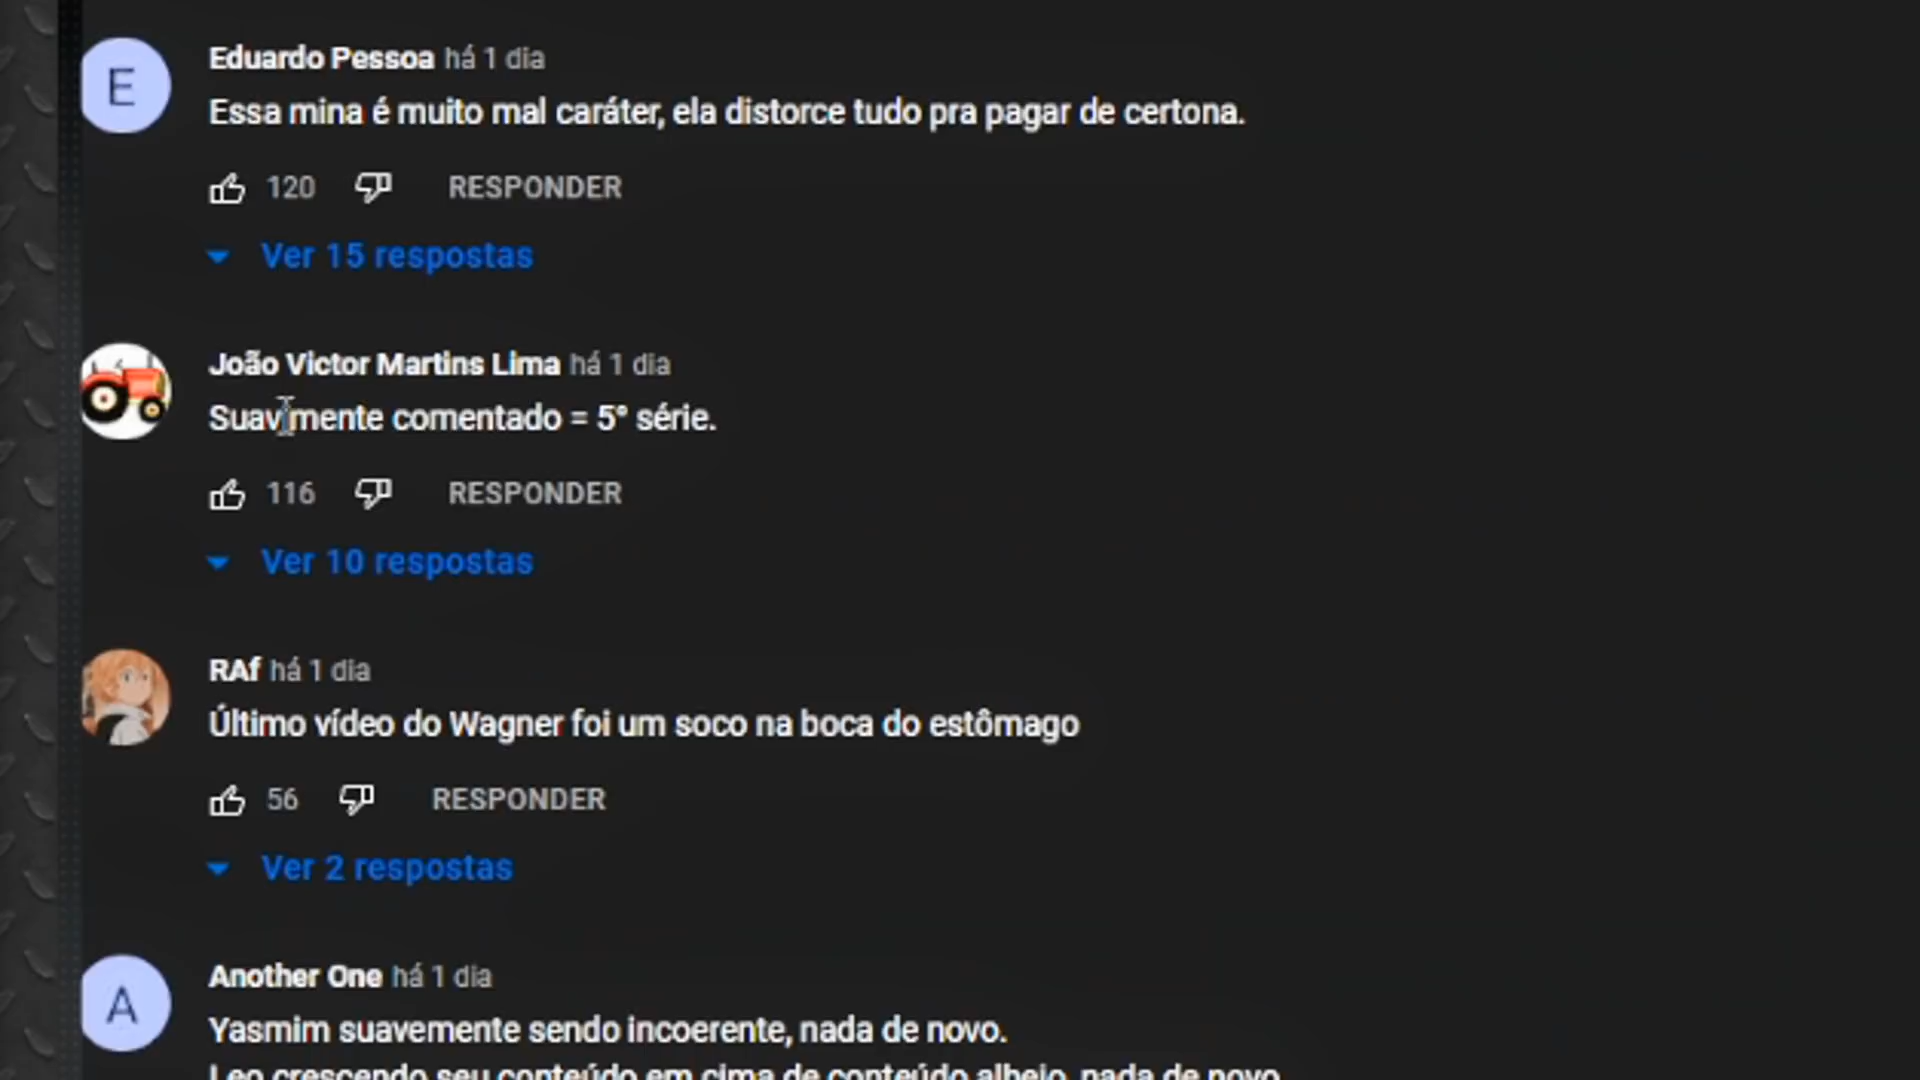 E
Eduardo Pessoa há 1 dia
Essa mina é muito mal caráter, ela distorce tudo pra pagar de certona.
120 RESPONDER
Ver 15 respostas
João Victor Martins Lima há 1 dia
Suavimente comentado = 5° série.
116 RESPONDER
Ver 10 respostas
RAf há 1 dia
Último vídeo do Wagner foi um soco na boca do estômago
56 RESPONDER
Ver 2 respostas
A
Another One há 1 dia
Yasmim suavemente sendo incoerente, nada de novo.
Leo crescendo seu conteúdo em cima de conteúdo alheio, nada de novo